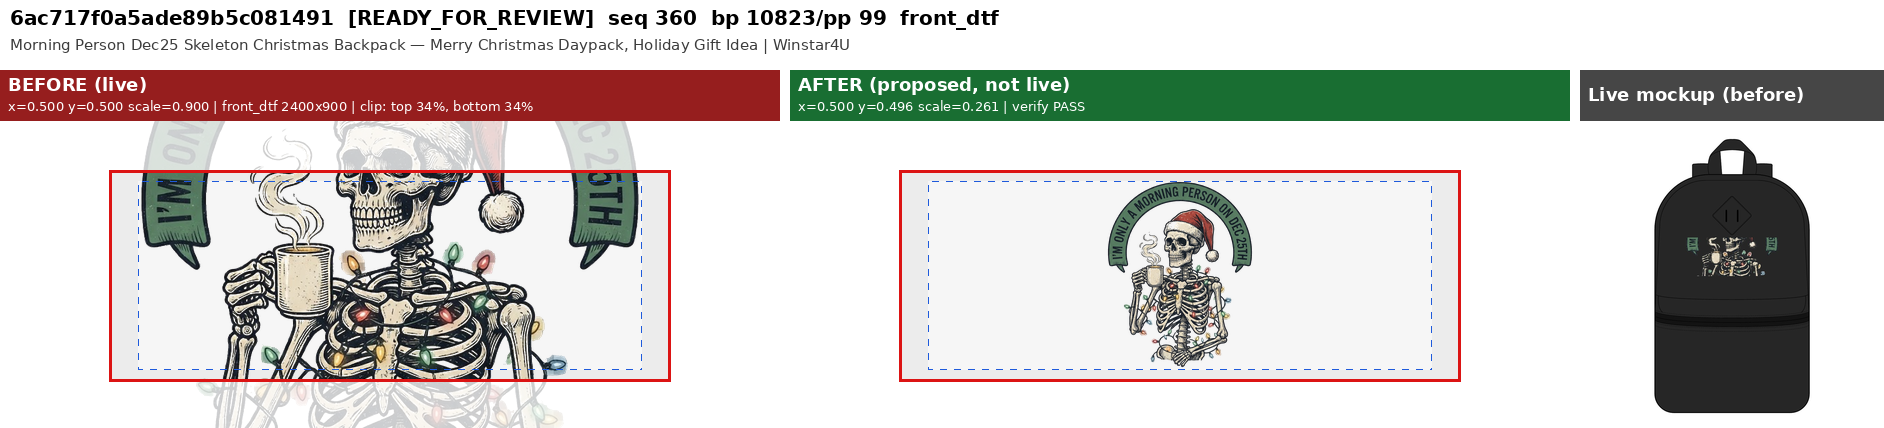 6ac717f0a5ade89b5c081491  [READY_FOR_REVIEW]  seq 360  bp 10823/pp 99  front_dtf
Morning Person Dec25 Skeleton Christmas Backpack — Merry Christmas Daypack, Holiday Gift Idea | Winstar4U
BEFORE (live)
x=0.500 y=0.500 scale=0.900 | front_dtf 2400x900 | clip: top 34%, bottom 34%
AFTER (proposed, not live)
x=0.500 y=0.496 scale=0.261 | verify PASS
Live mockup (before)
I'M ON
C 25TH
I'M ONLY A MORNING PERSON ON DEC 25TH